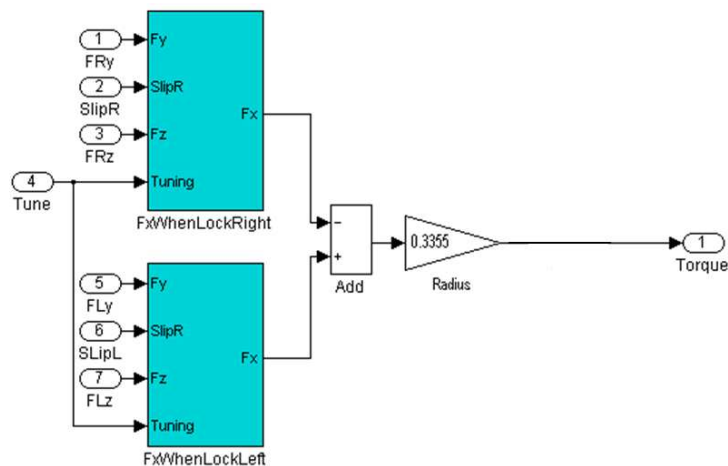 1
FRy
2
SlipR
3
FRz
4
Tune
Fy
SlipR
Fz
Tuning
Fx
FxWhenLockRight
5
FLy
6
SLipL
7
FLz
Fy
SlipR
Fz
Tuning
Fx
FxWhenLockLeft
−
+
Add
0.3355
Radius
1
Torque